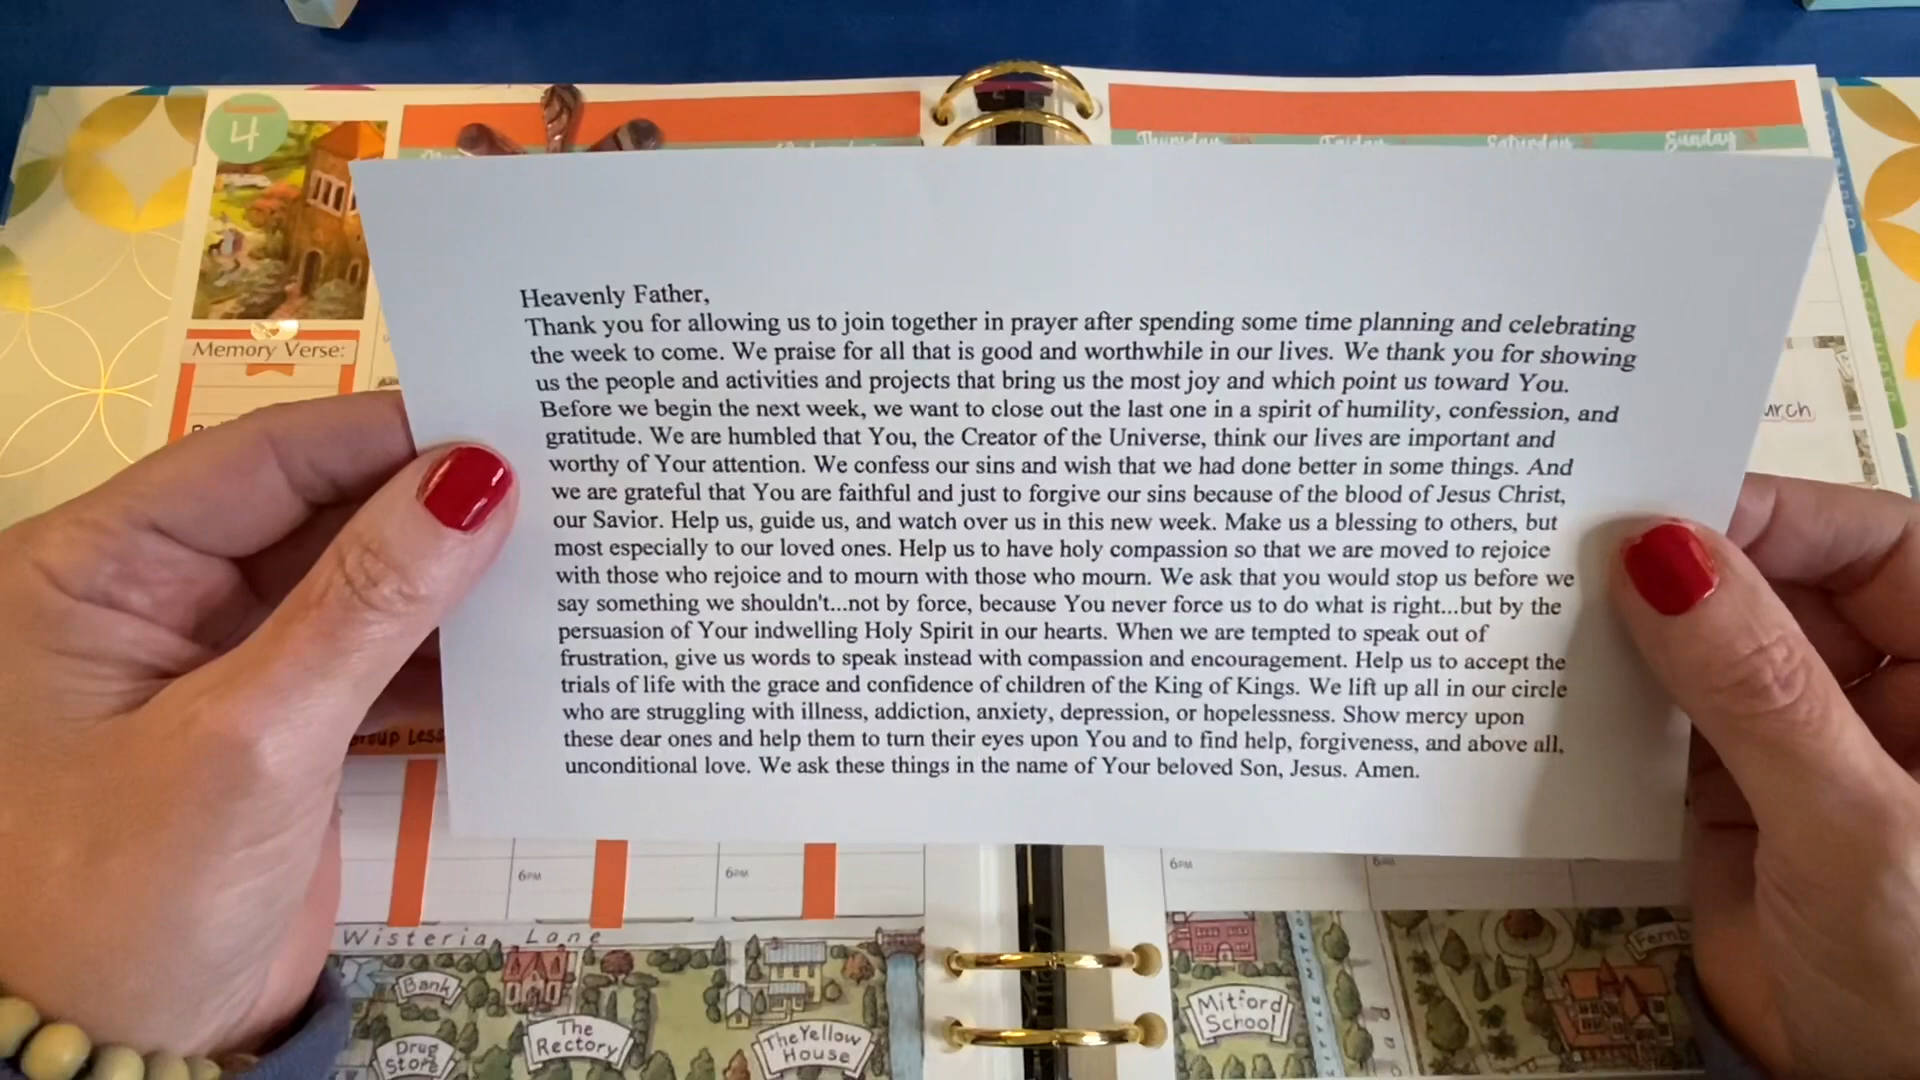 4
Thursday
Friday
Saturday
Sunday
Memory Verse:
Heavenly Father,
Thank you for allowing us to join together in prayer after spending some time planning and celebrating
the week to come. We praise for all that is good and worthwhile in our lives. We thank you for showing
us the people and activities and projects that bring us the most joy and which point us toward You.
Before we begin the next week, we want to close out the last one in a spirit of humility, confession, and
gratitude. We are humbled that You, the Creator of the Universe, think our lives are important and
worthy of Your attention. We confess our sins and wish that we had done better in some things. And
we are grateful that You are faithful and just to forgive our sins because of the blood of Jesus Christ,
our Savior. Help us, guide us, and watch over us in this new week. Make us a blessing to others, but
most especially to our loved ones. Help us to have holy compassion so that we are moved to rejoice
with those who rejoice and to mourn with those who mourn. We ask that you would stop us before we
say something we shouldn't...not by force, because You never force us to do what is right...but by the
persuasion of Your indwelling Holy Spirit in our hearts. When we are tempted to speak out of
frustration, give us words to speak instead with compassion and encouragement. Help us to accept the
trials of life with the grace and confidence of children of the King of Kings. We lift up all in our circle
who are struggling with illness, addiction, anxiety, depression, or hopelessness. Show mercy upon
these dear ones and help them to turn their eyes upon You and to find help, forgiveness, and above all,
unconditional love. We ask these things in the name of Your beloved Son, Jesus. Amen.
6PM
6PM
6PM
6PM
Wisteria Lane
Bank
The
Rectory
Drug
Store
The Yellow
House
Mitford
School